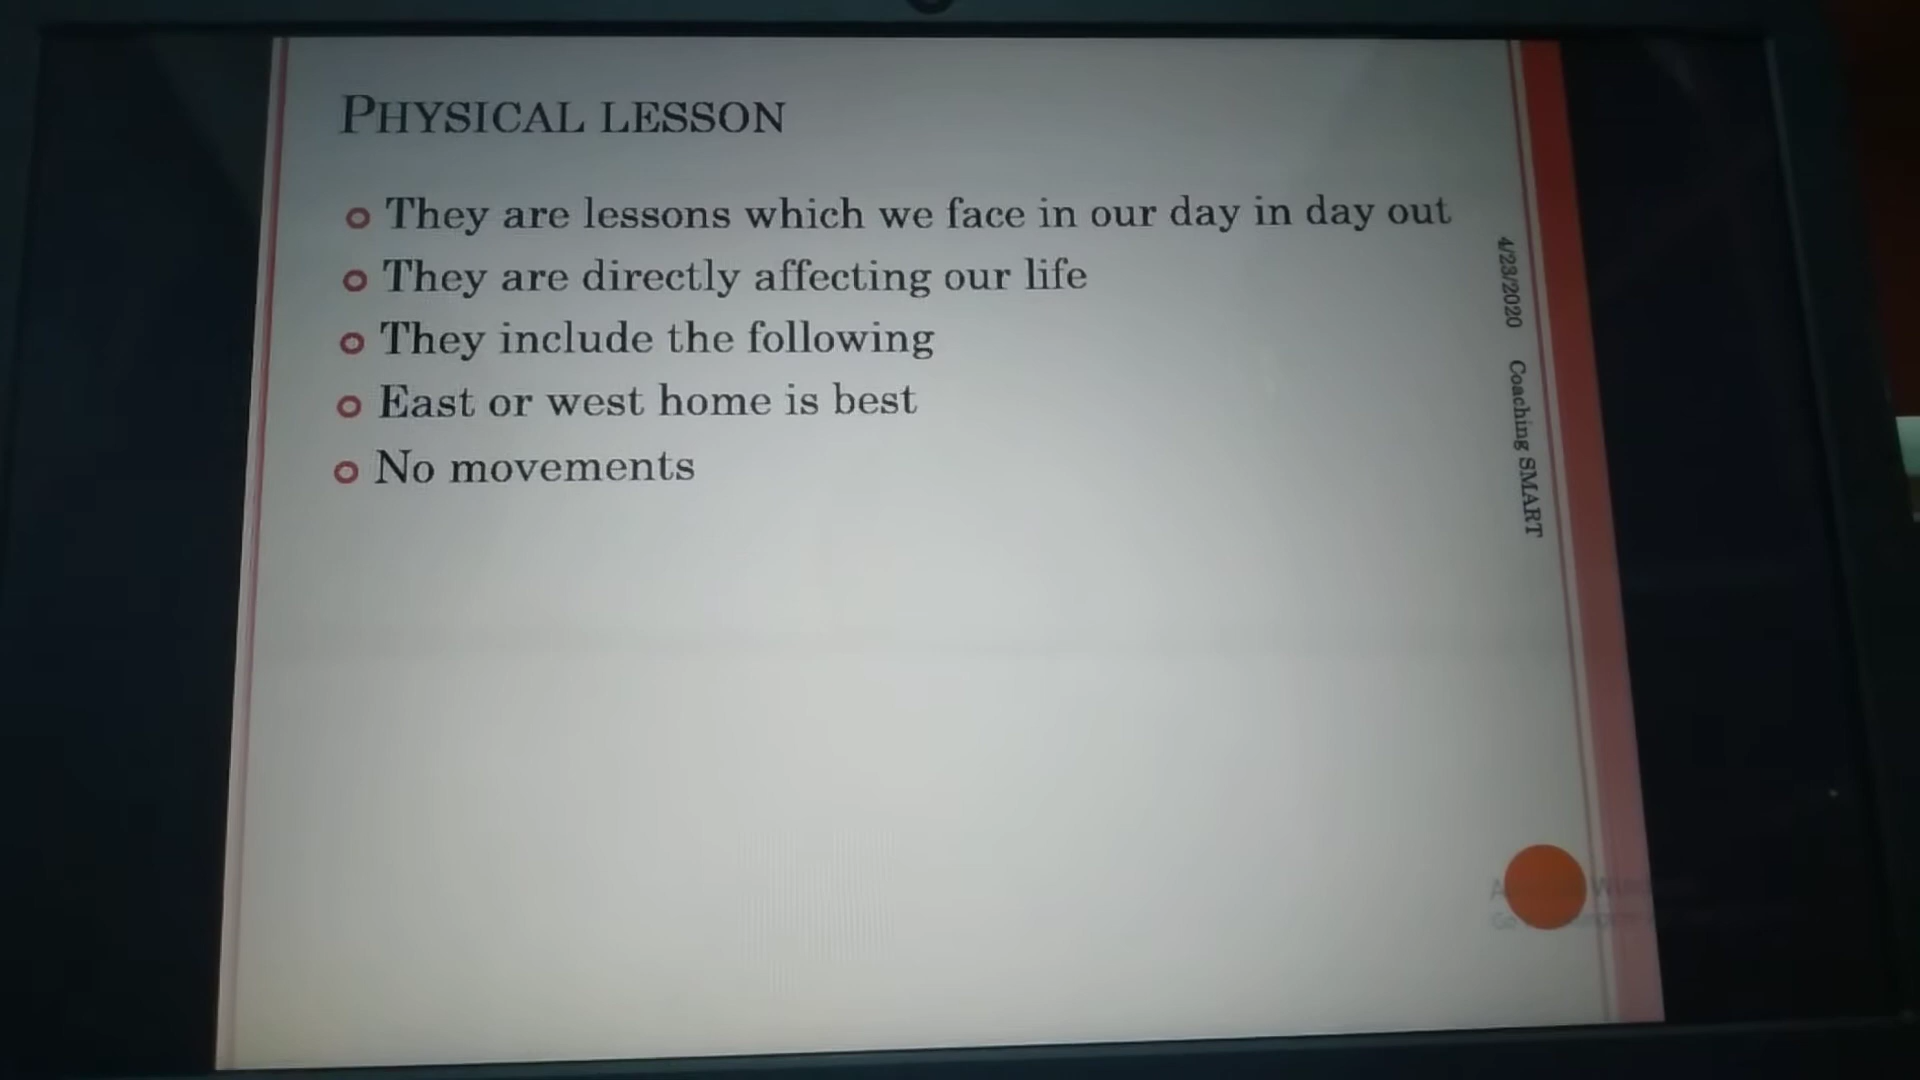 PHYSICAL LESSON
They are lessons which we face in our day in day out
They are directly affecting our life
They include the following
East or west home is best
No movements
4/23/2020 Coaching SMART